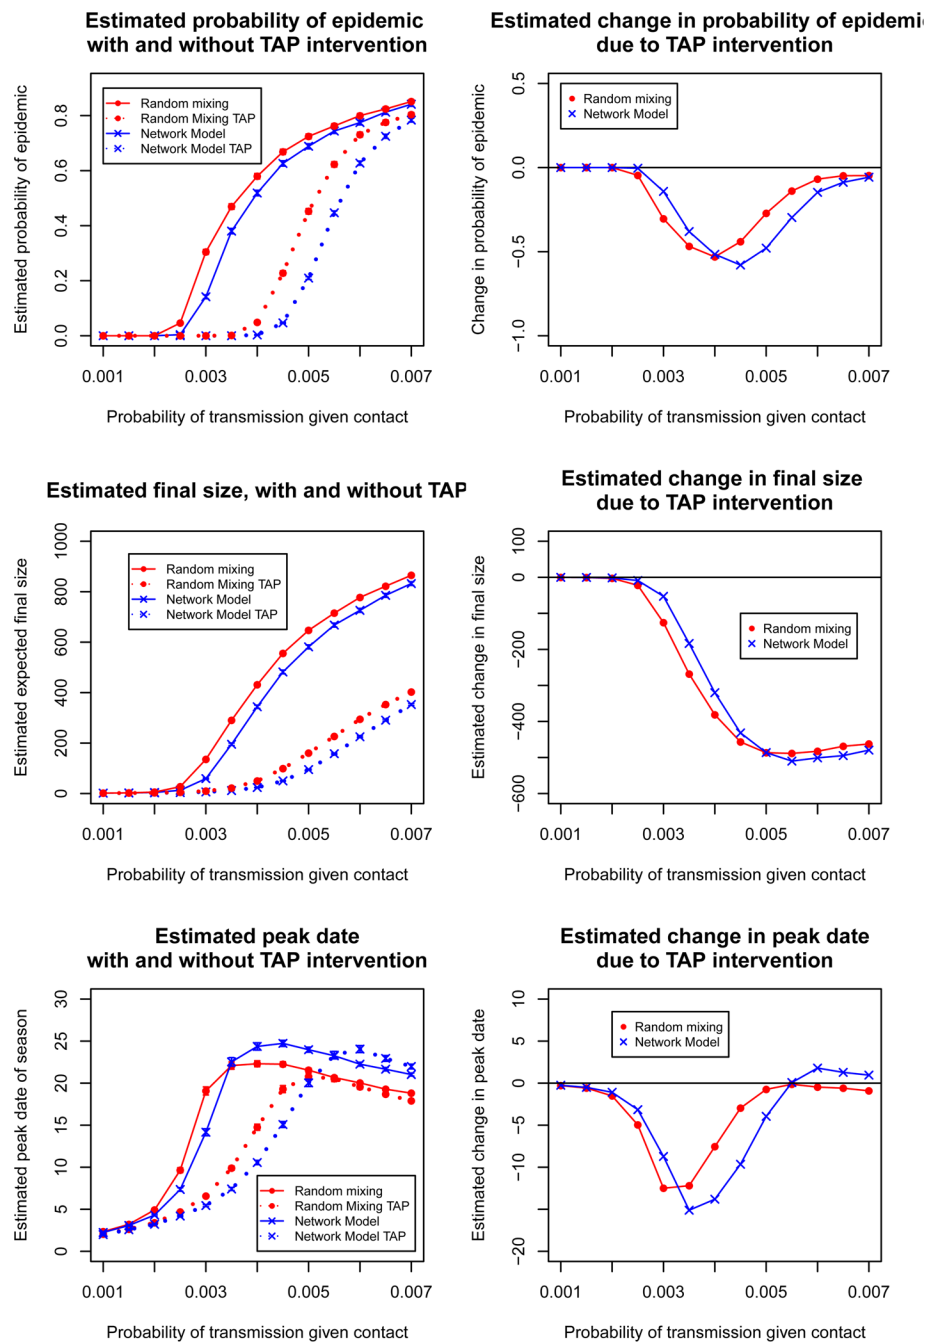 Estimated probability of epidemic
with and without TAP intervention
Estimated probability of epidemic
0.0
0.2
0.4
0.6
0.8
Random mixing
Random Mixing TAP
Network Model
Network Model TAP
0.001
0.003
0.005
0.007
Probability of transmission given contact
Estimated change in probability of epidemi
due to TAP intervention
Change in probability of epidemic
−1.0
−0.5
0.0
0.5
Random mixing
Network Model
0.001
0.003
0.005
0.007
Probability of transmission given contact
Estimated final size, with and without TAP
Estimated expected final size
0
200
400
600
800
1000
Random mixing
Random Mixing TAP
Network Model
Network Model TAP
0.001
0.003
0.005
0.007
Probability of transmission given contact
Estimated change in final size
due to TAP intervention
Estimated change in final size
−600
−400
−200
0
100
Random mixing
Network Model
0.001
0.003
0.005
0.007
Probability of transmission given contact
Estimated peak date
with and without TAP intervention
Estimated peak date of season
0
5
10
15
20
25
30
Random mixing
Random Mixing TAP
Network Model
Network Model TAP
0.001
0.003
0.005
0.007
Probability of transmission given contact
Estimated change in peak date
due to TAP intervention
Estimated change in peak date
−20
−10
−5
0
5
10
Random mixing
Network Model
0.001
0.003
0.005
0.007
Probability of transmission given contact